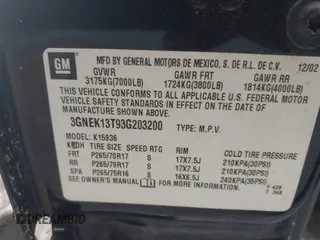 GM
MFD BY GENERAL MOTORS DE MEXICO, S. DE R.L. DE C.V. 12/02
GVWR GAWR FRT GAWR RR
3175KG(7000LB) 1724KG(3800LB) 1814KG(4000LB)
THIS VEHICLE CONFORMS TO ALL APPLICABLE U.S. FEDERAL MOTOR
VEHICLE SAFETY STANDARDS IN EFFECT ON THE DATE OF
MANUFACTURE SHOWN ABOVE.
3GNEK13T93G203200 TYPE: M.P.V.
MODEL: K15936
TIRE SIZE SPEED RTG RIM COLD TIRE PRESSURE
FRT P265/70R17 S 17X7.5J 210KPA(30PSI)
RR P265/70R17 S 17X7.5J 210KPA(30PSI)
SPA P265/75R16 S 16X6.5J 240KPA(35PSI)
SEE OWNER'S MANUAL FOR ADDITIONAL INFORMATION.
AUTOBIDMASTER